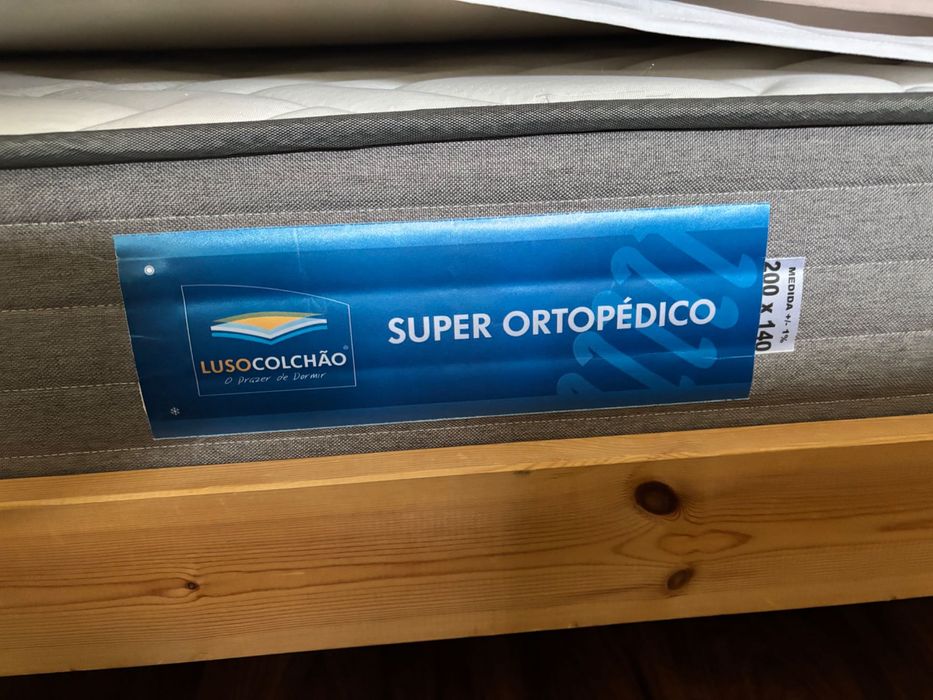 LUSOCOLCHÃO®
O Prazer de Dormir
SUPER ORTOPÉDICO
MEDIDA +/- 1%
200 x 140